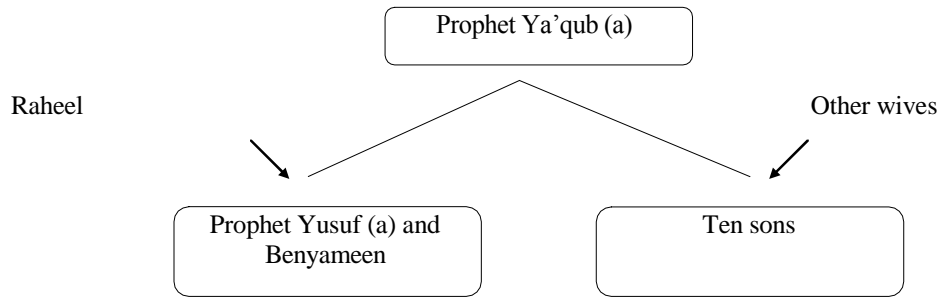 Prophet Ya’qub (a)
Raheel
Other wives
Prophet Yusuf (a) and
Benyameen
Ten sons